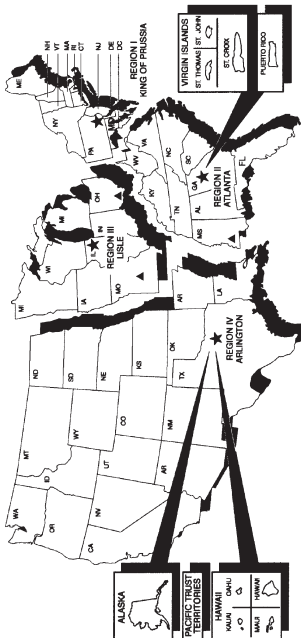 WA
OR
CA
NV
ID
MT
WY
UT
AR
CO
NM
ND
SD
NE
KS
OK
TX
MI
IA
MO
AR
LA
WI
IL
IN
MI
OH
KY
TN
MS
AL
GA
FL
SC
NC
VA
WV
PA
NY
ME
NH
VT
MA
RI
CT
NJ
DE
DC
REGION I
KING OF PRUSSIA
REGION II
ATLANTA
REGION III
LISLE
REGION IV
ARLINGTON
VIRGIN ISLANDS
ST. THOMAS
ST. JOHN
ST. CROIX
PUERTO RICO
ALASKA
PACIFIC TRUST
TERRITORIES
HAWAII
KAUAI
OAHU
MAUI
HAWAII